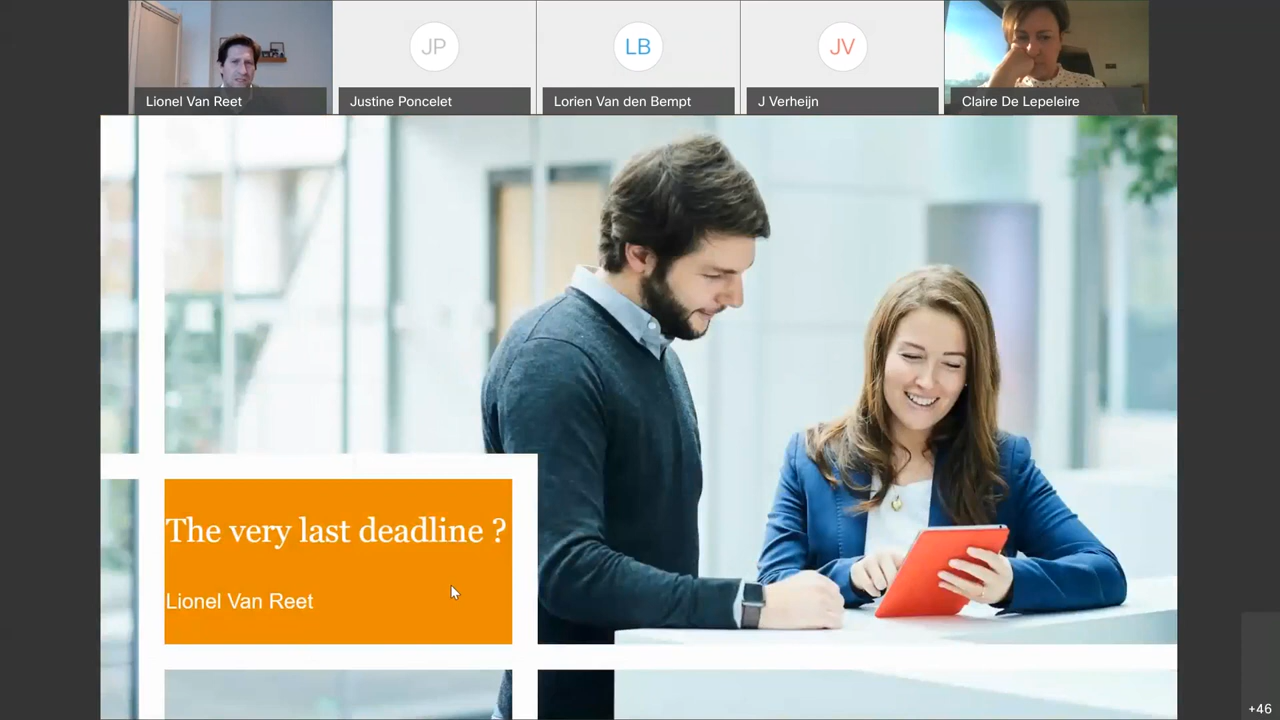 JP
LB
JV
Lionel Van Reet
Justine Poncelet
Lorien Van den Bempt
J Verheijn
Claire De Lepeleire
The very last deadline ?
Lionel Van Reet
+46